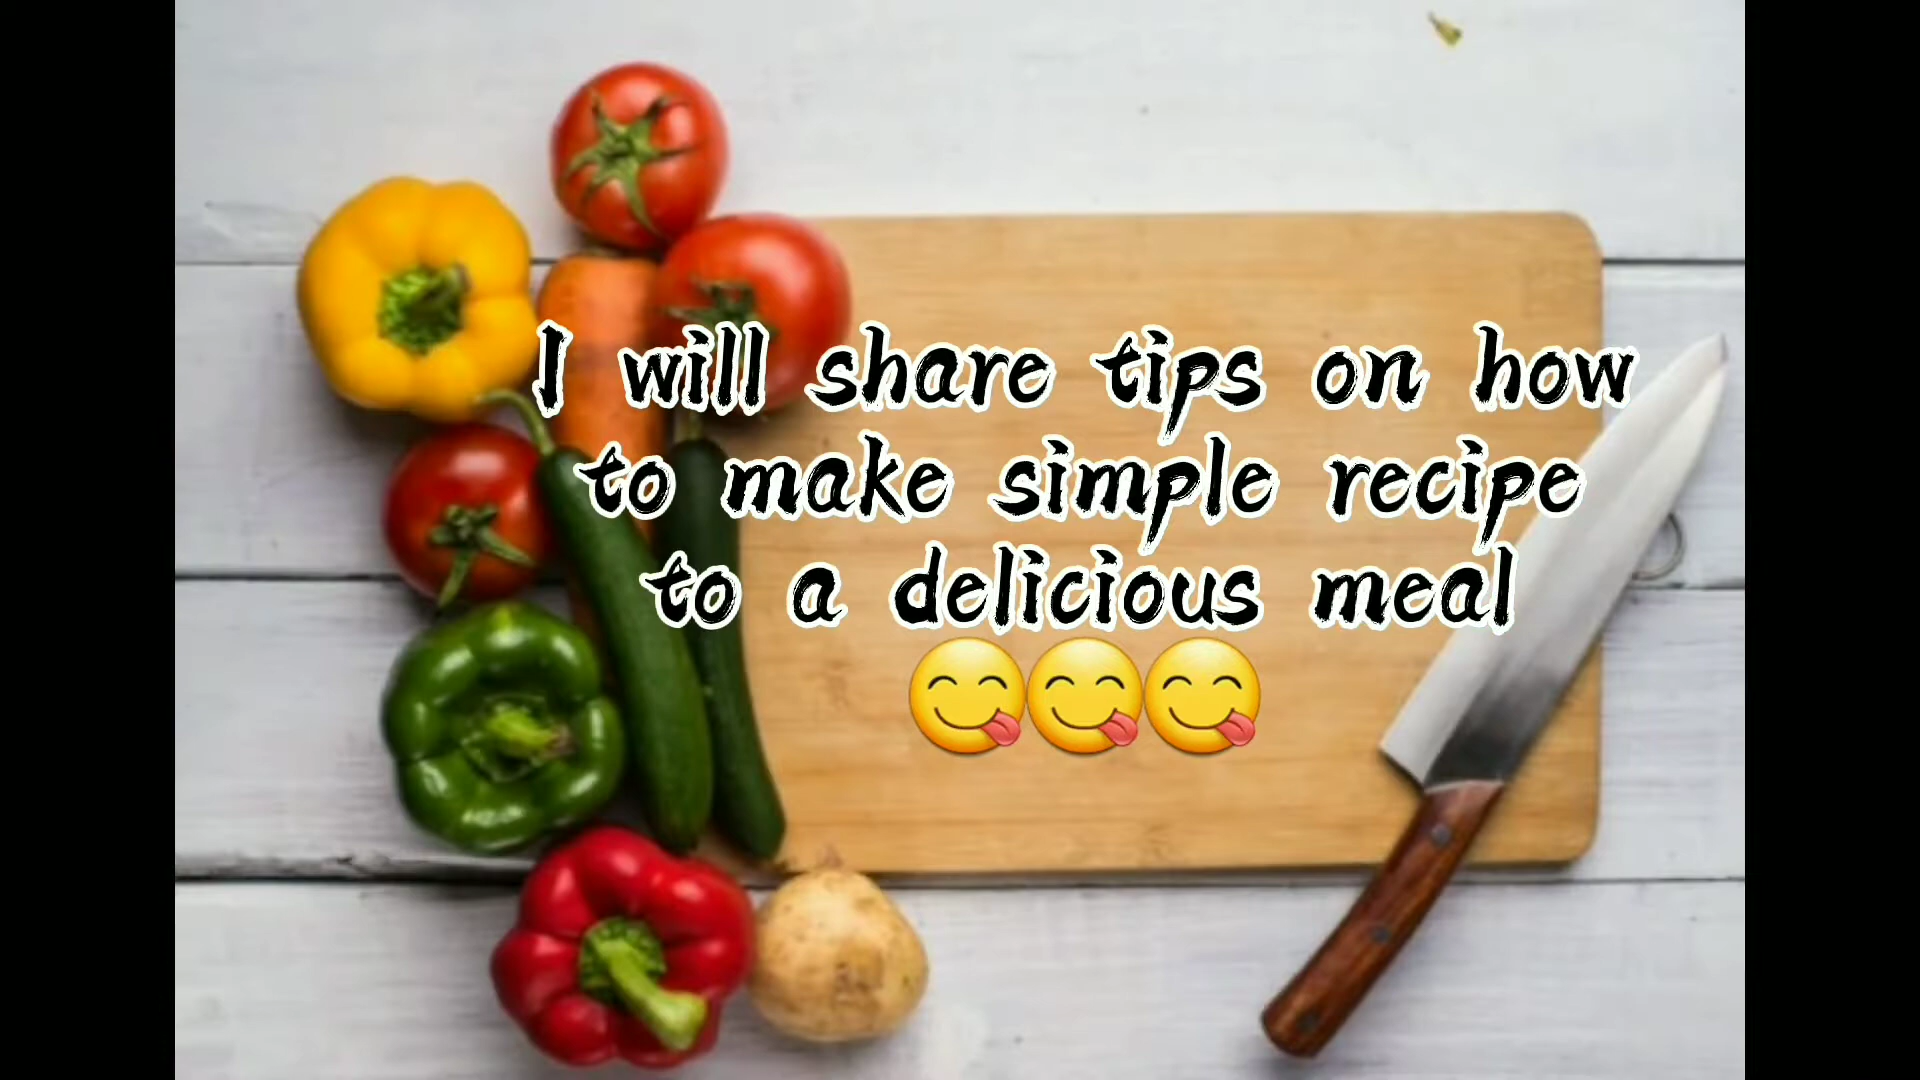 I will share tips on how
to make simple recipe
to a delicious meal
😋😋😋